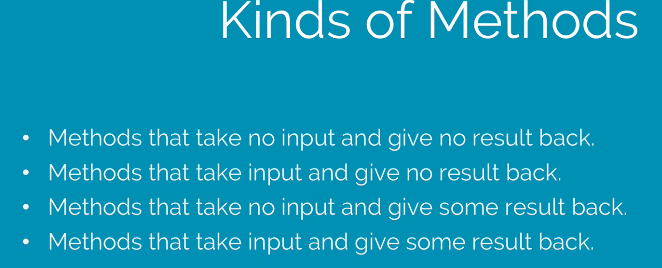 Kinds of Methods
• Methods that take no input and give no result back.
• Methods that take input and give no result back.
• Methods that take no input and give some result back.
• Methods that take input and give some result back.